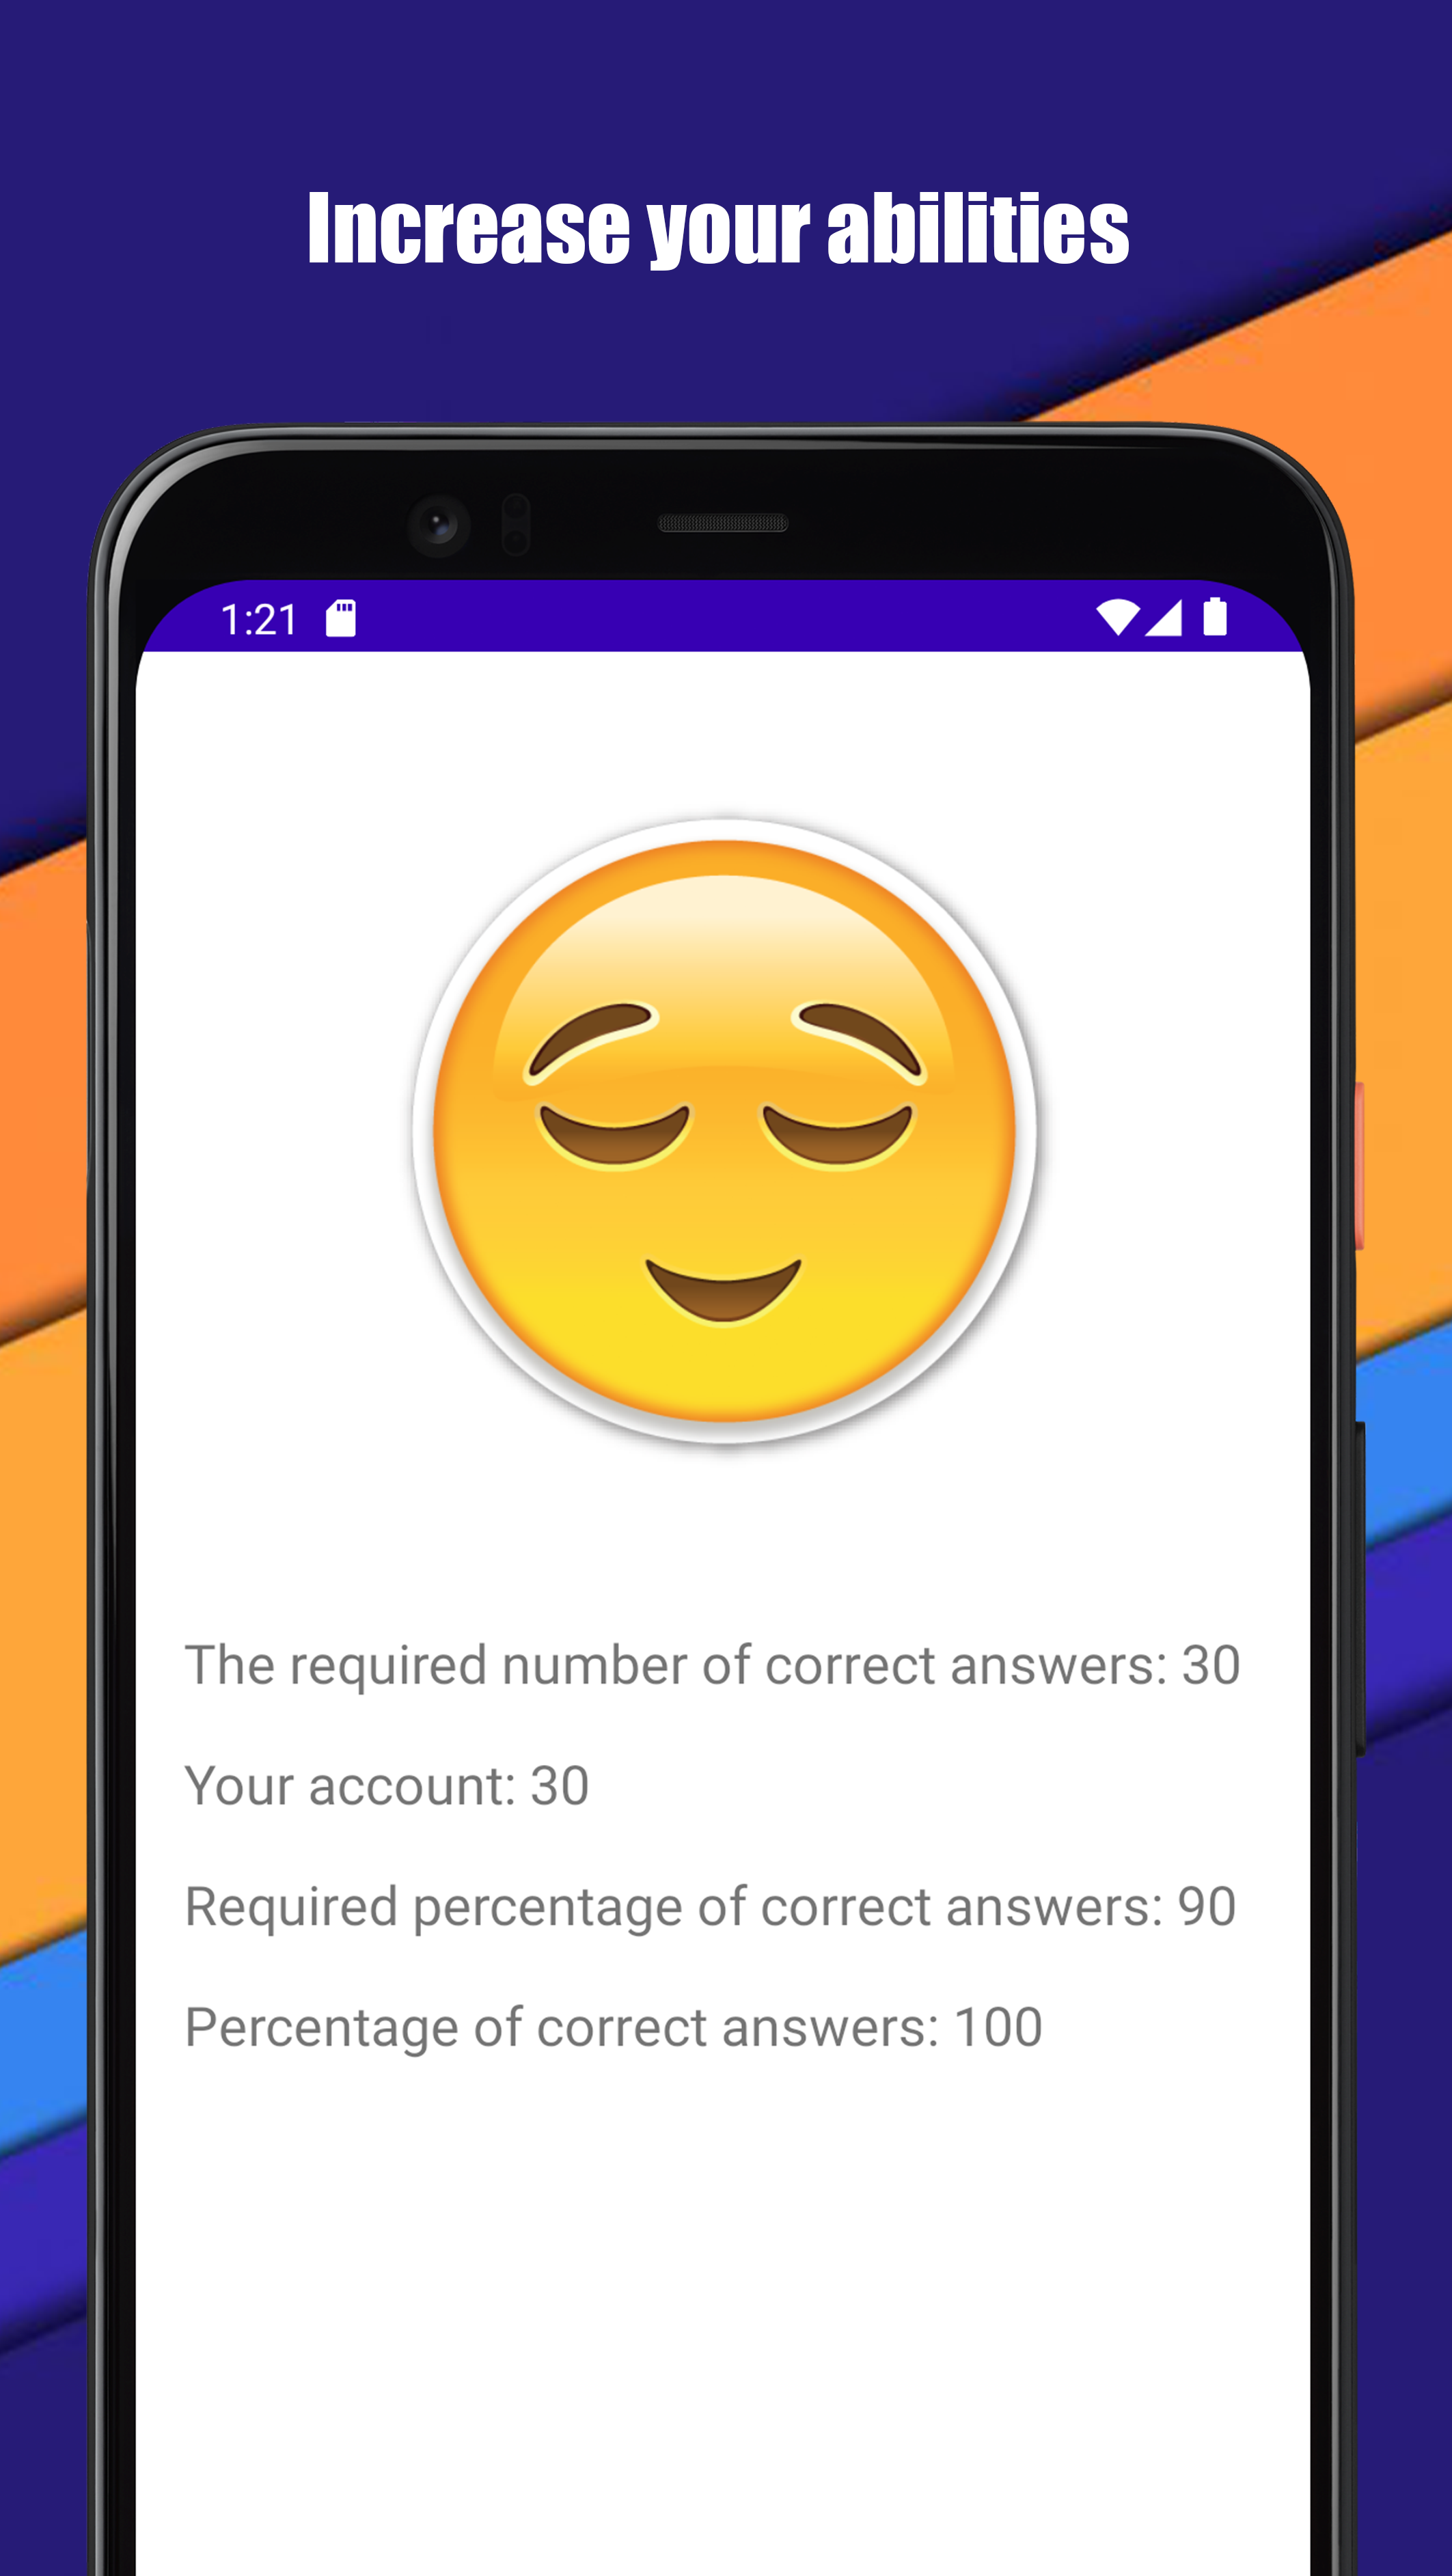 Increase your abilities
1:21
The required number of correct answers: 30
Your account: 30
Required percentage of correct answers: 90
Percentage of correct answers: 100